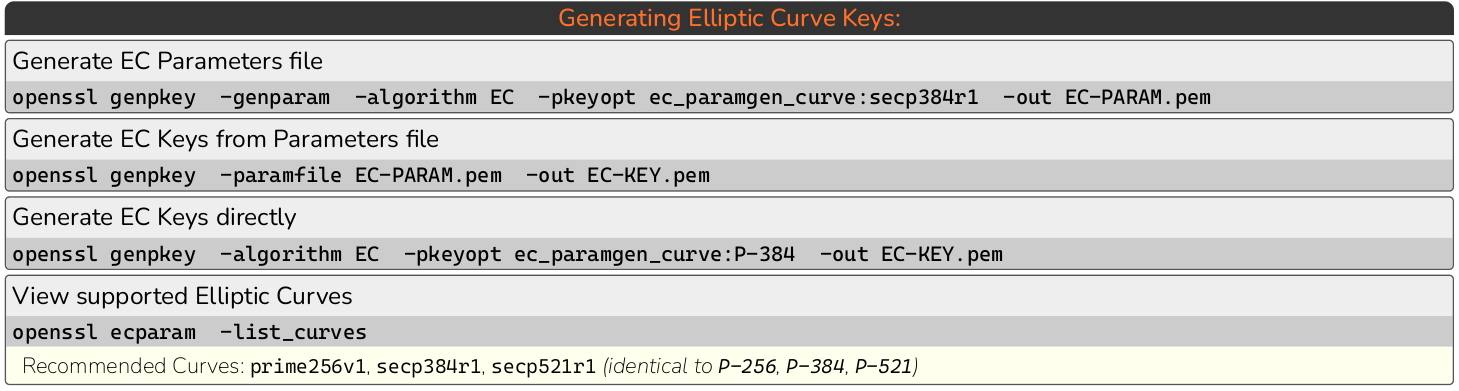 Generating Elliptic Curve Keys:
Generate EC Parameters file
openssl genpkey -genparam -algorithm EC -pkeyopt ec_paramgen_curve:secp384r1 -out EC-PARAM.pem
Generate EC Keys from Parameters file
openssl genpkey -paramfile EC-PARAM.pem -out EC-KEY.pem
Generate EC Keys directly
openssl genpkey -algorithm EC -pkeyopt ec_paramgen_curve:P-384 -out EC-KEY.pem
View supported Elliptic Curves
openssl ecparam -list_curves
Recommended Curves: prime256v1, secp384r1, secp521r1 (identical to P-256, P-384, P-521)